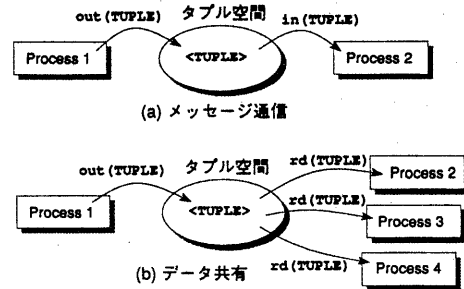 タプル空間
out(TUPLE)
in(TUPLE)
Process 1
<TUPLE>
Process 2
(a) メッセージ通信
タプル空間
out(TUPLE)
rd(TUPLE)
Process 2
Process 1
<TUPLE>
rd(TUPLE)
Process 3
(b) データ共有
rd(TUPLE)
Process 4